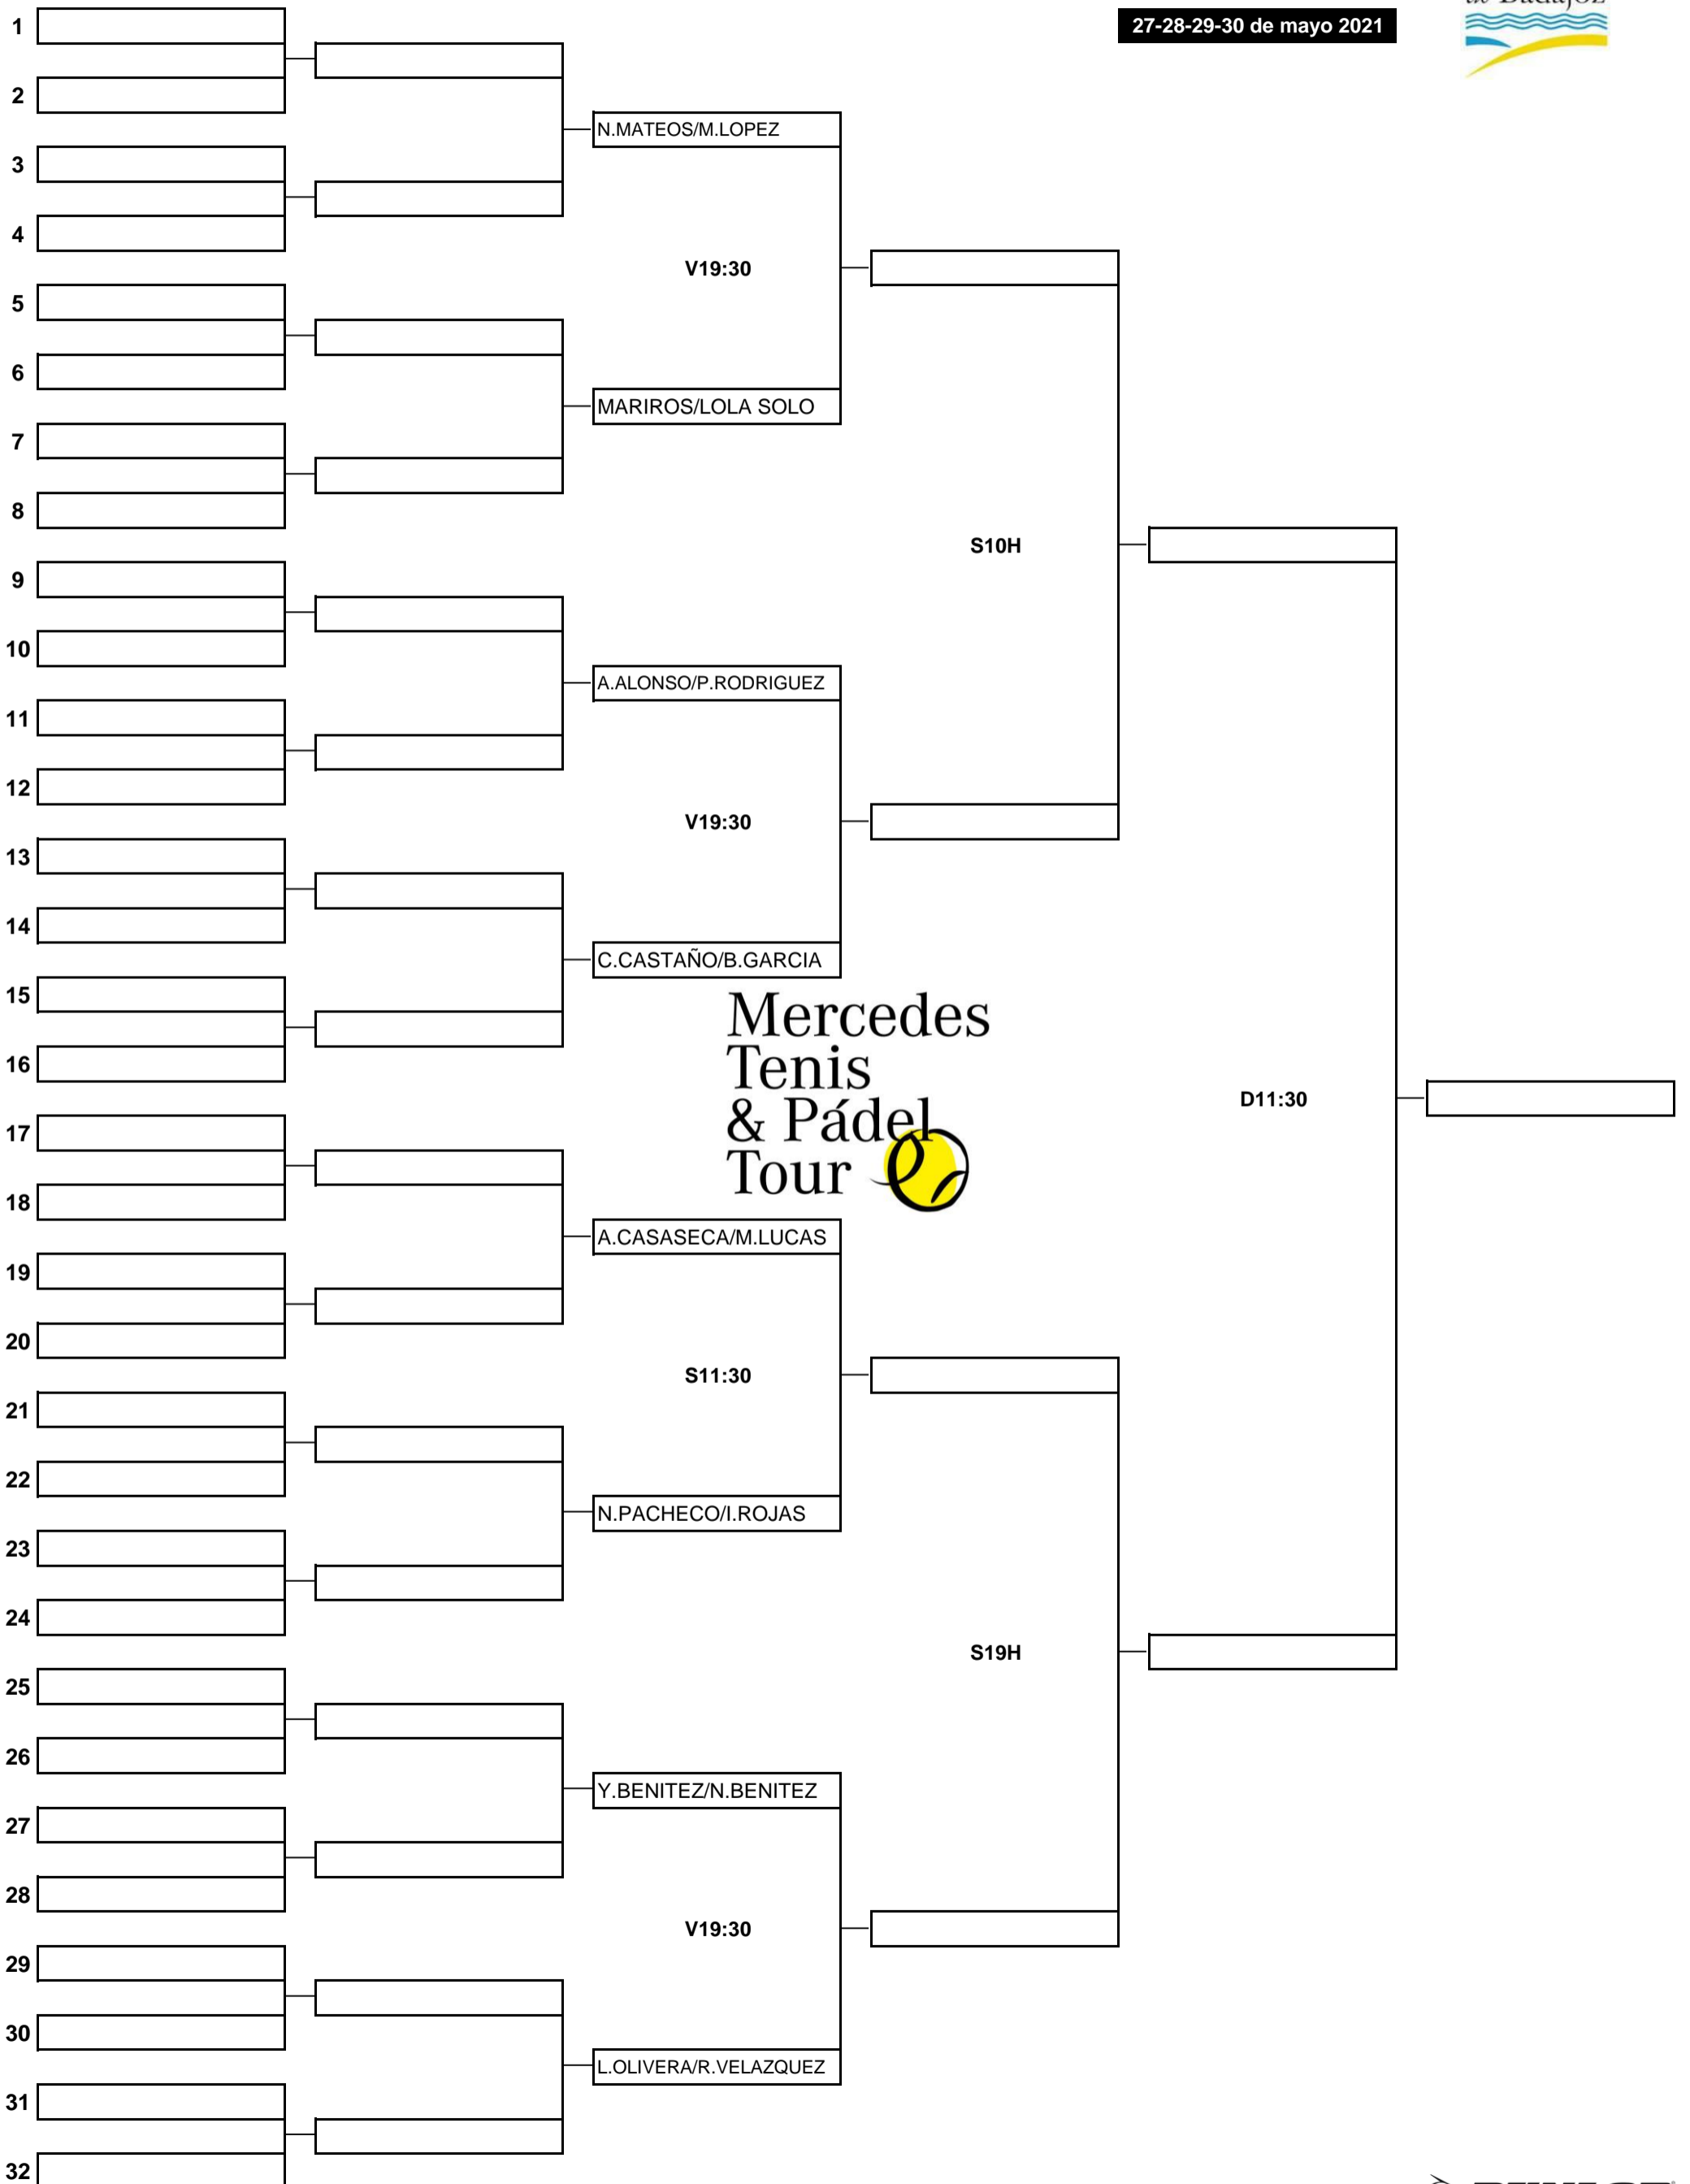 27-28-29-30 de mayo 2021
1
2
N.MATEOS/M.LOPEZ
3
4
V19:30
5
6
MARIROS/LOLA SOLO
7
8
S10H
9
10
A.ALONSO/P.RODRIGUEZ
11
12
V19:30
13
14
C.CASTAÑO/B.GARCIA
15
16
Mercedes
Tenis
& Pádel
Tour
D11:30
17
18
A.CASASECA/M.LUCAS
19
20
S11:30
21
22
N.PACHECO/I.ROJAS
23
24
S19H
25
26
Y.BENITEZ/N.BENITEZ
27
28
V19:30
29
30
L.OLIVERA/R.VELAZQUEZ
31
32